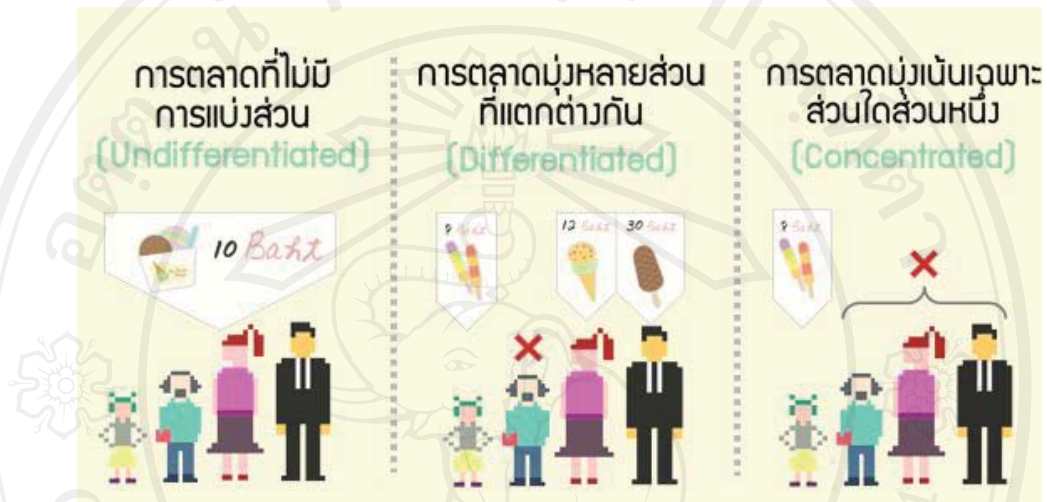 การตลาดที่ไม่มี
การแบ่งส่วน
(Undifferentiated)
10 Baht
การตลาดมุ่งหลายส่วน
ที่แตกต่างกัน
(Differentiated)
12 Baht
30 Baht
การตลาดมุ่งเน้นเฉพาะ
ส่วนใดส่วนหนึ่ง
(Concentrated)